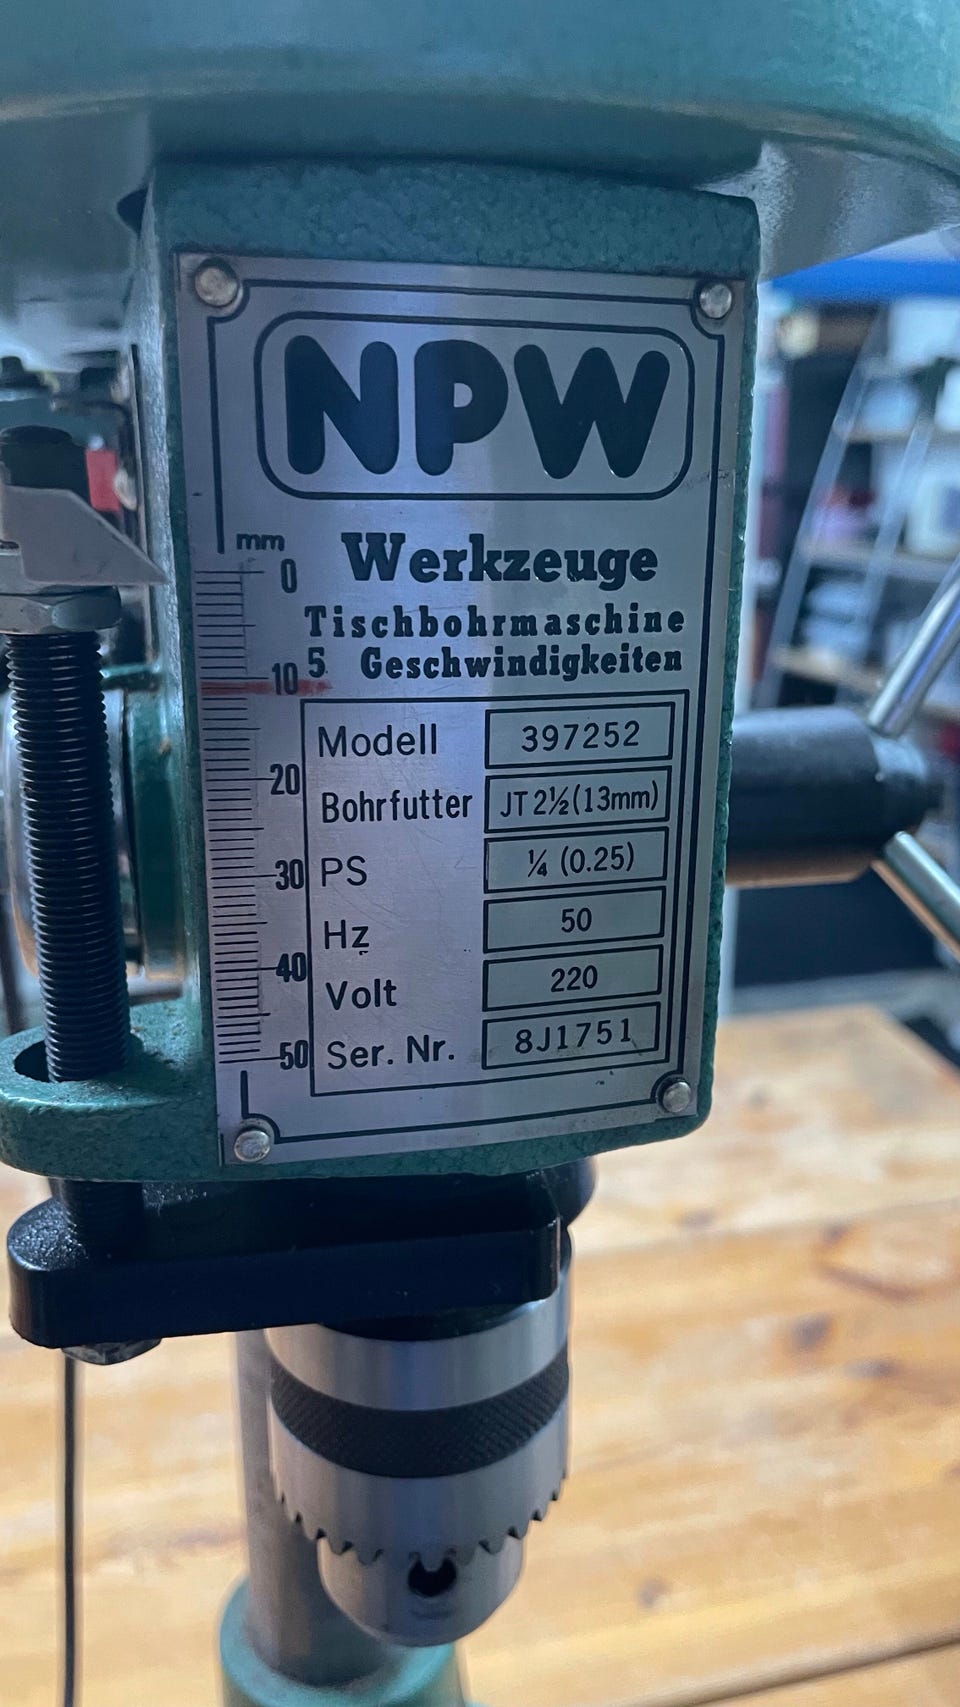 NPW
Werkzeuge
Tischbohrmaschine
5 Geschwindigkeiten
mm
0
10
20
30
40
50
Modell 397252
Bohrfutter JT 2½ (13mm)
PS ¼ (0.25)
Hz 50
Volt 220
Ser. Nr. 8J1751